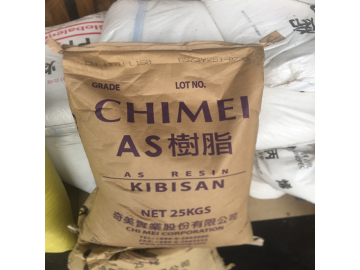 GRADE
LOT NO.
CHIMEI
AS樹脂
AS RESIN
KIBISAN
NET 25KGS
奇美實業股份有限公司
CHI MEI CORPORATION